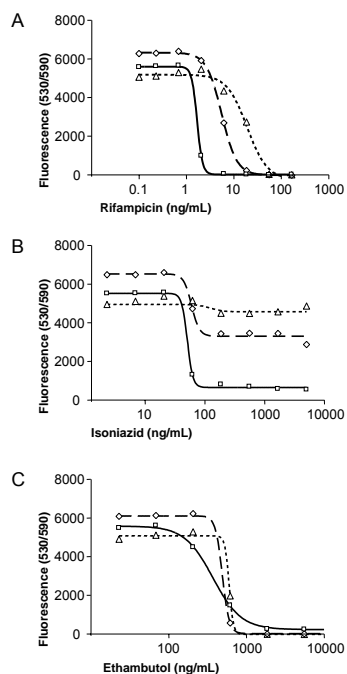 A
Fluorescence (530/590)
8000
6000
4000
2000
0
0.1 1 10 100 1000
Rifampicin (ng/mL)
B
Fluorescence (530/590)
8000
6000
4000
2000
0
10 100 1000 10000
Isoniazid (ng/mL)
C
Fluorescence (530/590)
8000
6000
4000
2000
0
100 1000 10000
Ethambutol (ng/mL)